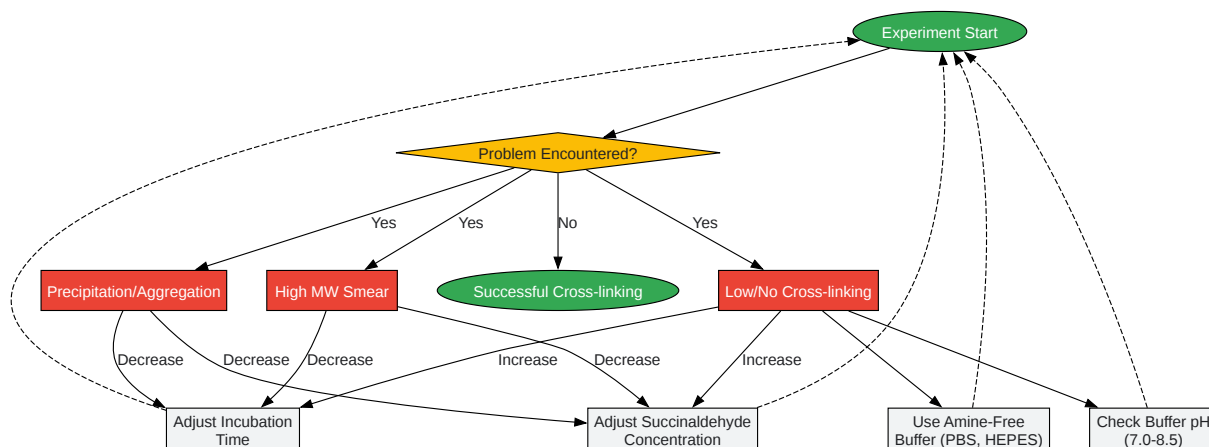 Experiment Start
Problem Encountered?
Yes
Yes
No
Yes
Precipitation/Aggregation
High MW Smear
Successful Cross-linking
Low/No Cross-linking
Decrease
Decrease
Decrease
Increase
Decrease
Increase
Adjust Incubation
Time
Adjust Succinaldehyde
Concentration
Use Amine-Free
Buffer (PBS, HEPES)
Check Buffer pH
(7.0-8.5)